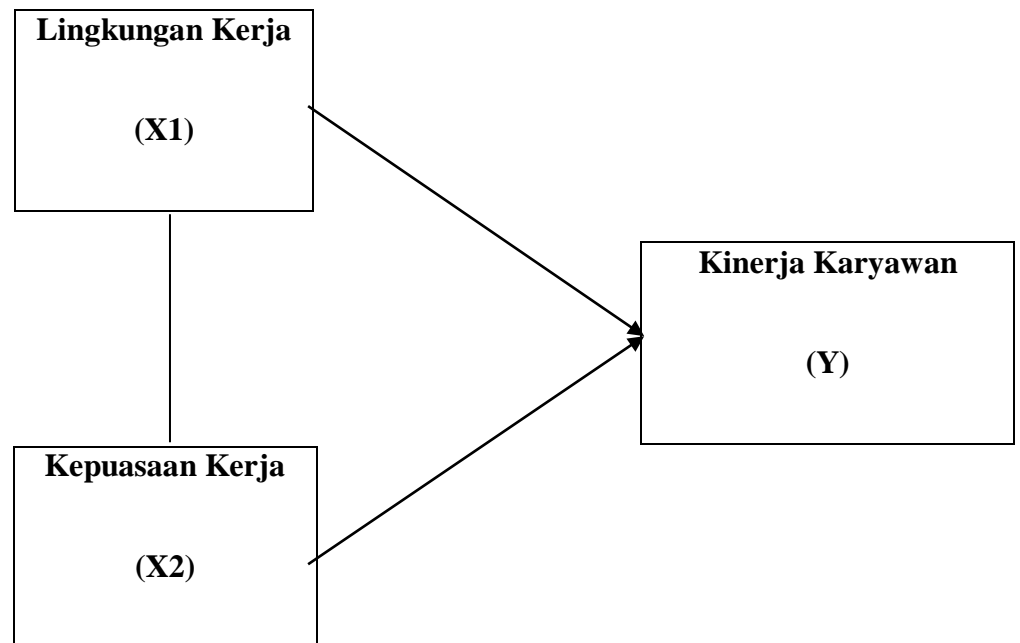 Lingkungan Kerja
(X1)
Kinerja Karyawan
(Y)
Kepuasaan Kerja
(X2)